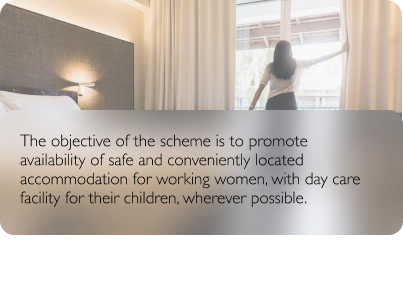 The objective of the scheme is to promote
availability of safe and conveniently located
accommodation for working women, with day care
facility for their children, wherever possible.